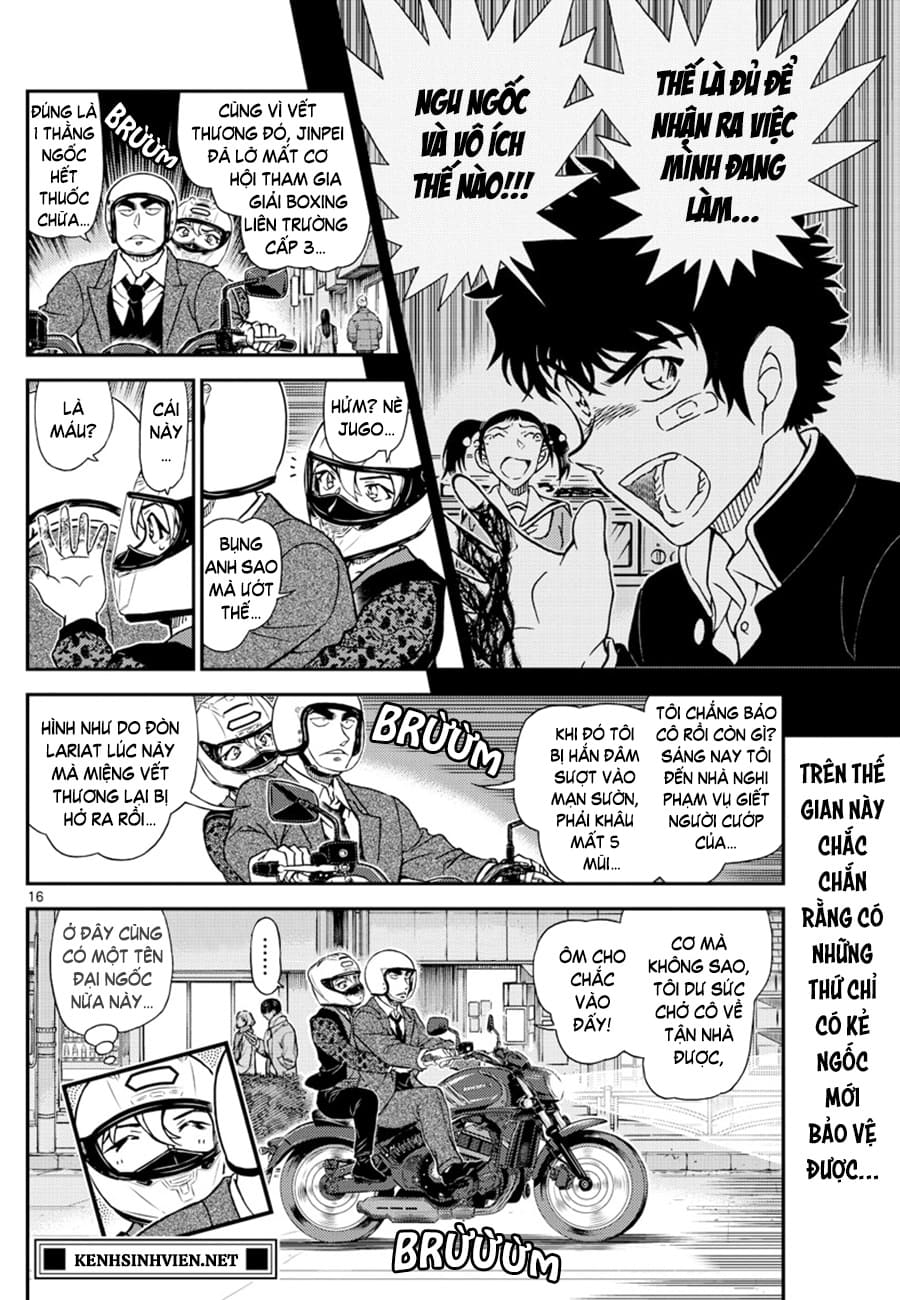 THẾ LÀ ĐỦ ĐỂ
NHẬN RA VIỆC
MÌNH ĐANG
LÀM...
NGU NGỐC
VÀ VÔ ÍCH
THẾ NÀO!!!
CŨNG VÌ VẾT
THƯƠNG ĐÓ, JINPEI
ĐÃ LỠ MẤT CƠ
HỘI THAM GIA
GIẢI BOXING
LIÊN TRƯỜNG
CẤP 3...
BRỪÙM
ĐÚNG LÀ
1 THẰNG
NGỐC
HẾT
THUỐC
CHỮA...
HỬM? NÈ
JUGO...
BỤNG
ANH SAO
MÀ ƯỚT
THẾ...
CÁI
NÀY...
LÀ
MÁU?
TÔI CHẲNG BẢO
CÔ RỒI CÒN GÌ?
SÁNG NAY TÔI
ĐẾN NHÀ NGHI
PHẠM VỤ GIẾT
NGƯỜI CƯỚP
CỦA...
KHI ĐÓ TÔI
BỊ HẮN ĐÂM
SƯỢT VÀO
MẠN SƯỜN,
PHẢI KHÂU
MẤT 5
MŨI...
BRỪÙM
HÌNH NHƯ DO ĐÒN
LARIAT LÚC NÀY
MÀ MIỆNG VẾT
THƯƠNG LẠI BỊ
HỞ RA RỒI...
16
CƠ MÀ
KHÔNG SAO,
TÔI DƯ SỨC
CHỞ CÔ VỀ
TẬN NHÀ
ĐƯỢC,
ÔM CHO
CHẮC
VÀO
ĐẤY!
......
Ở ĐÂY CŨNG
CÓ MỘT TÊN
ĐẠI NGỐC
NỮA NÀY...
BRỪÙÙM
TRÊN THẾ
GIAN NÀY
CHẮC
CHẮN
RẰNG CÓ
NHỮNG
THỨ CHỈ
CÓ KẺ
NGỐC
MỚI
BẢO VỆ
ĐƯỢC...
KENHSINHVIEN.NET